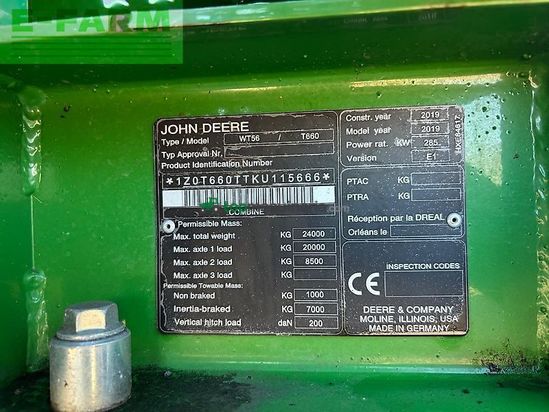 E-FARM
JOHN DEERE
Type / Model WT56 / T660
Typ Approval Nr.
Product Identification Number
*1Z0T660TTKU115666*
COMBINE
Permissible Mass:
Max. total weight KG 24000
Max. axle 1 load KG 20000
Max. axle 2 load KG 8500
Max. axle 3 load KG
Permissible Towable Mass:
Non braked KG 1000
Inertia-braked KG 7000
Vertical hitch load daN 200
Constr. year 2019
Model year 2019
Power rat. KW 285
Version E1
PTAC
PTRA
Réception par la DREAL
Orléans le
CE
INSPECTION CODES
DEERE & COMPANY
MOLINE, ILLINOIS, USA
MADE IN GERMANY